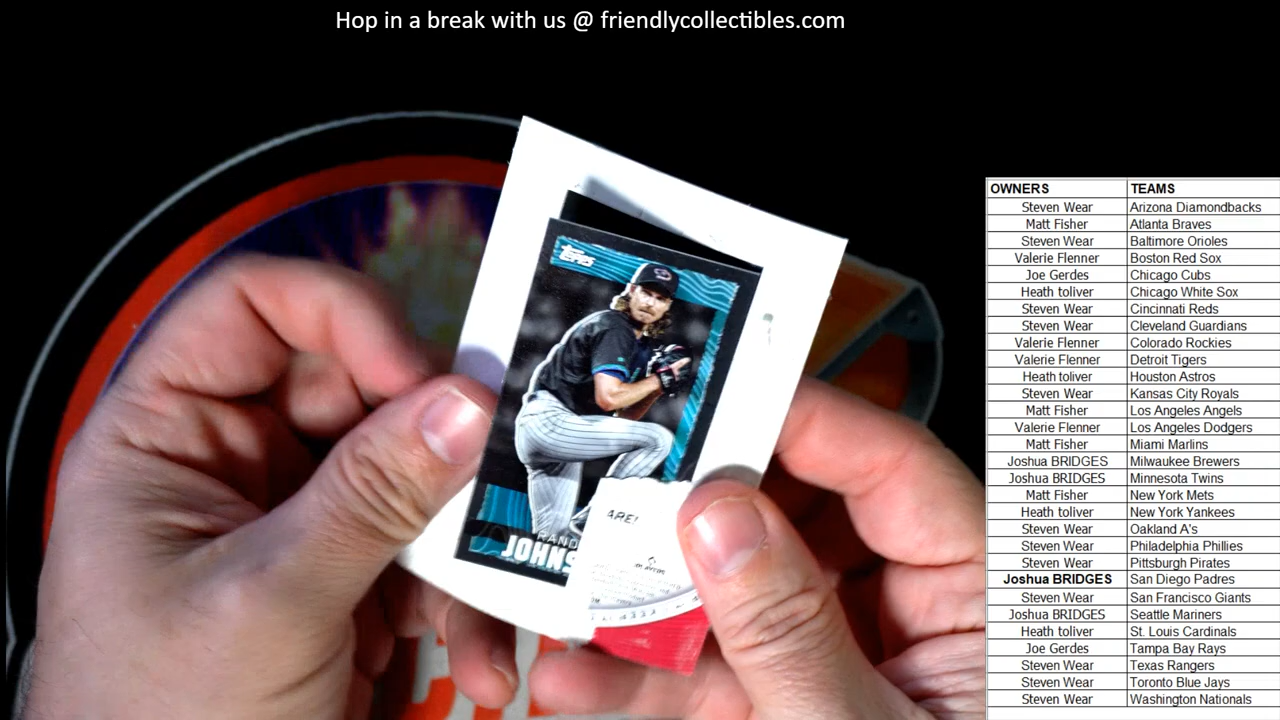 Hop in a break with us @ friendlycollectibles.com
OWNERS TEAMS
Steven Wear Arizona Diamondbacks
Matt Fisher Atlanta Braves
Steven Wear Baltimore Orioles
Valerie Flenner Boston Red Sox
Joe Gerdes Chicago Cubs
Heath toliver Chicago White Sox
Steven Wear Cincinnati Reds
Steven Wear Cleveland Guardians
Valerie Flenner Colorado Rockies
Valerie Flenner Detroit Tigers
Heath toliver Houston Astros
Steven Wear Kansas City Royals
Matt Fisher Los Angeles Angels
Valerie Flenner Los Angeles Dodgers
Matt Fisher Miami Marlins
Joshua BRIDGES Milwaukee Brewers
Joshua BRIDGES Minnesota Twins
Matt Fisher New York Mets
Heath toliver New York Yankees
Steven Wear Oakland A's
Steven Wear Philadelphia Phillies
Steven Wear Pittsburgh Pirates
Joshua BRIDGES San Diego Padres
Steven Wear San Francisco Giants
Joshua BRIDGES Seattle Mariners
Heath toliver St. Louis Cardinals
Joe Gerdes Tampa Bay Rays
Steven Wear Texas Rangers
Steven Wear Toronto Blue Jays
Steven Wear Washington Nationals
Topps
RAND
JOHNS
ARE!